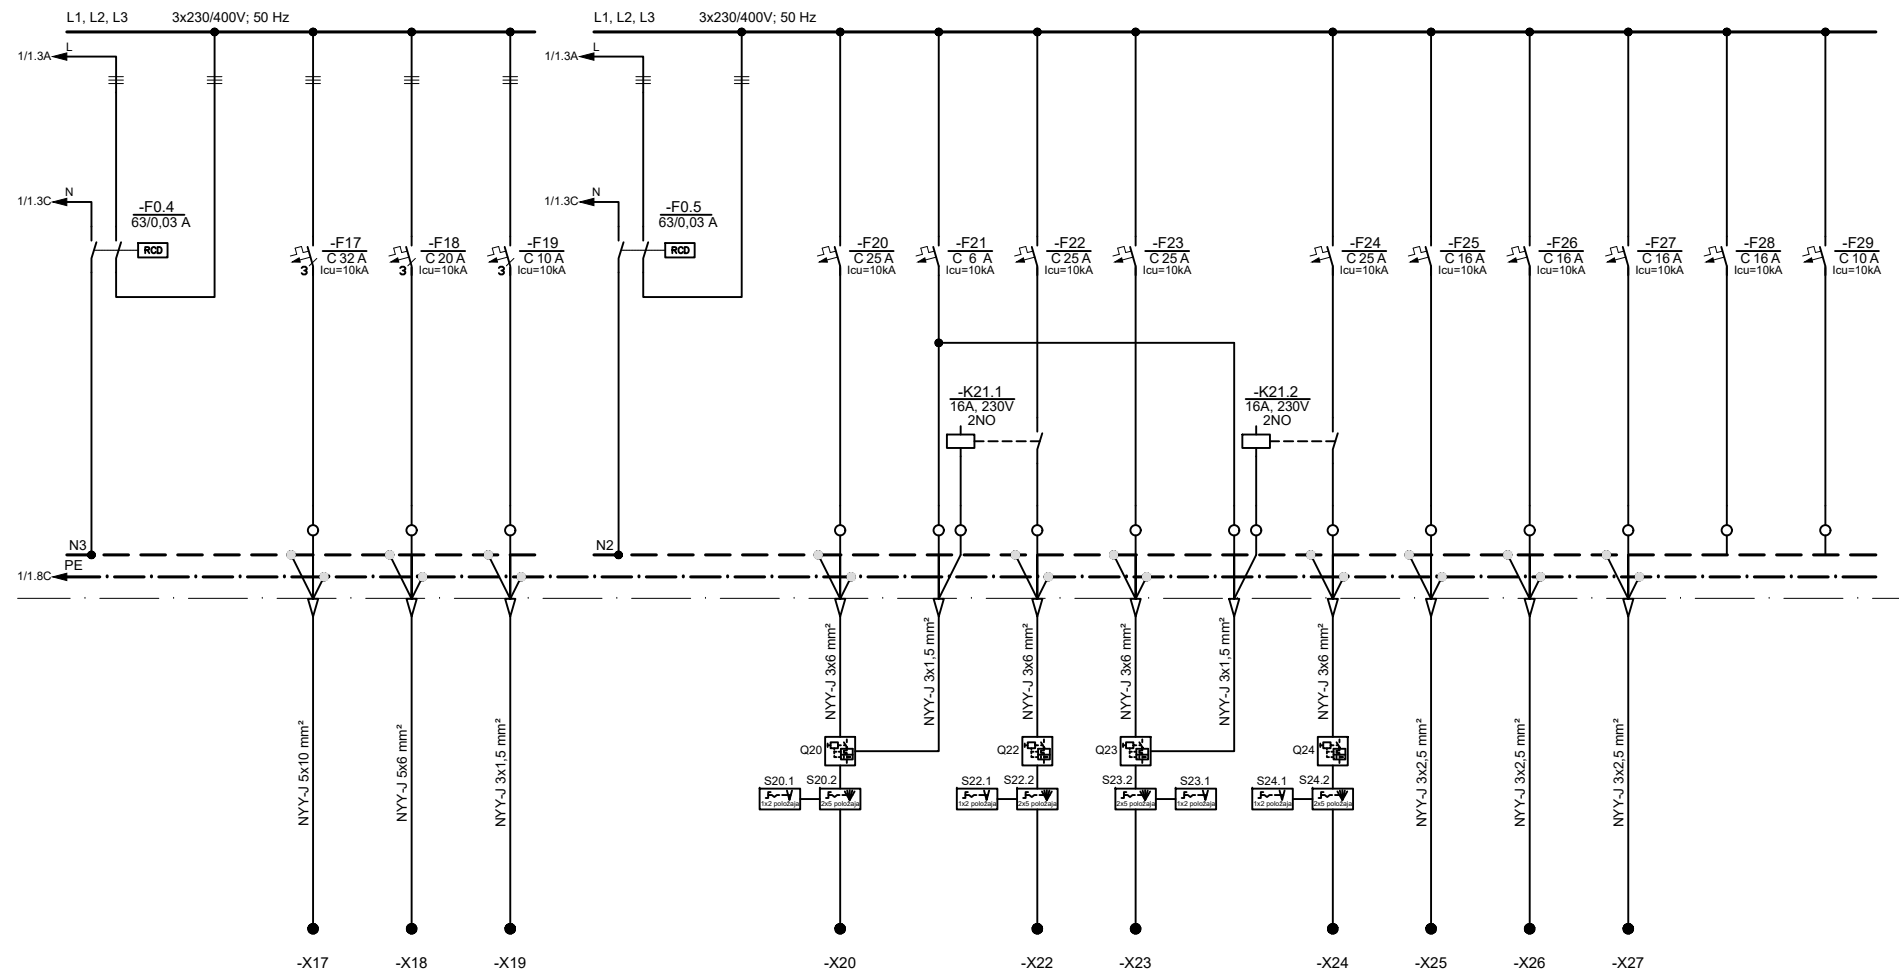 L1, L2, L3 3x230/400V; 50 Hz
L1, L2, L3 3x230/400V; 50 Hz
1/1.3A L
1/1.3A L
1/1.3C N
1/1.3C N
-F0.4
63/0,03 A
RCD
-F17
C 32 A
Icu=10kA
3
-F18
C 20 A
Icu=10kA
3
-F19
C 10 A
Icu=10kA
3
-F0.5
63/0,03 A
RCD
-F20
C 25 A
Icu=10kA
-F21
C 6 A
Icu=10kA
-F22
C 25 A
Icu=10kA
-F23
C 25 A
Icu=10kA
-F24
C 25 A
Icu=10kA
-F25
C 16 A
Icu=10kA
-F26
C 16 A
Icu=10kA
-F27
C 16 A
Icu=10kA
-F28
C 16 A
Icu=10kA
-F29
C 10 A
Icu=10kA
-K21.1
16A, 230V
2NO
-K21.2
16A, 230V
2NO
N3
N2
PE
1/1.8C
NYY-J 5x10 mm²
NYY-J 5x6 mm²
NYY-J 3x1,5 mm²
NYY-J 3x6 mm²
NYY-J 3x1,5 mm²
NYY-J 3x6 mm²
NYY-J 3x6 mm²
NYY-J 3x1,5 mm²
NYY-J 3x6 mm²
NYY-J 3x2,5 mm²
NYY-J 3x2,5 mm²
NYY-J 3x2,5 mm²
Q20
Q22
Q23
Q24
S20.1 S20.2
1x2 položaja 2x5 položaja
S22.1 S22.2
1x2 položaja 2x5 položaja
S23.2 S23.1
2x5 položaja 1x2 položaja
S24.1 S24.2
1x2 položaja 2x5 položaja
-X17 -X18 -X19 -X20 -X22 -X23 -X24 -X25 -X26 -X27